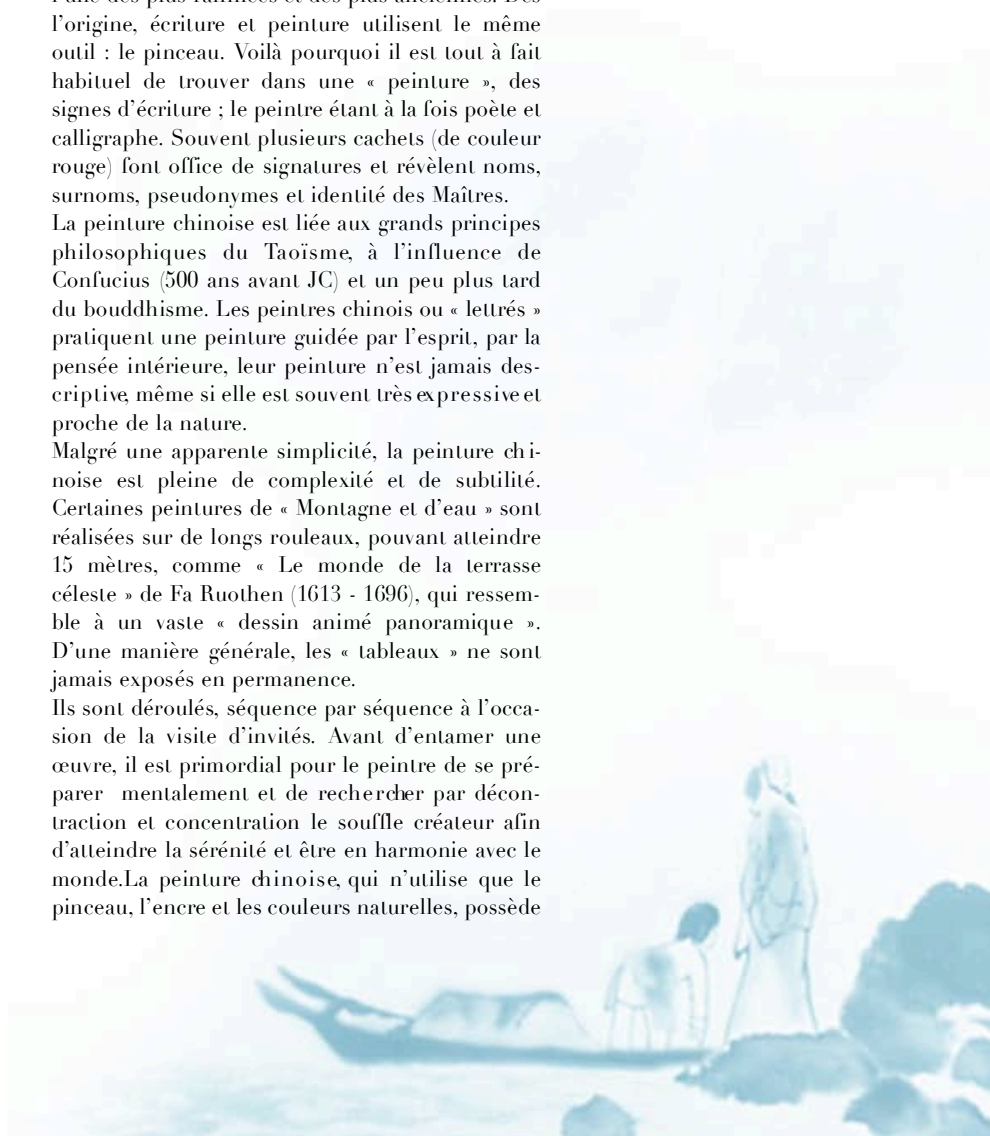 l'une des plus raffinées et des plus anciennes. Dès
l'origine, écriture et peinture utilisent le même
outil : le pinceau. Voilà pourquoi il est tout à fait
habituel de trouver dans une « peinture », des
signes d'écriture ; le peintre étant à la fois poète et
calligraphe. Souvent plusieurs cachets (de couleur
rouge) font office de signatures et révèlent noms,
surnoms, pseudonymes et identité des Maîtres.
La peinture chinoise est liée aux grands principes
philosophiques du Taoïsme, à l'influence de
Confucius (500 ans avant JC) et un peu plus tard
du bouddhisme. Les peintres chinois ou « lettrés »
pratiquent une peinture guidée par l'esprit, par la
pensée intérieure, leur peinture n'est jamais des-
criptive, même si elle est souvent très expressive et
proche de la nature.
Malgré une apparente simplicité, la peinture chi-
noise est pleine de complexité et de subtilité.
Certaines peintures de « Montagne et d'eau » sont
réalisées sur de longs rouleaux, pouvant atteindre
15 mètres, comme « Le monde de la terrasse
céleste » de Fa Ruothen (1613 - 1696), qui ressem-
ble à un vaste « dessin animé panoramique ».
D'une manière générale, les « tableaux » ne sont
jamais exposés en permanence.
Ils sont déroulés, séquence par séquence à l'occa-
sion de la visite d'invités. Avant d'entamer une
œuvre, il est primordial pour le peintre de se pré-
parer mentalement et de rechercher par décon-
traction et concentration le souffle créateur afin
d'atteindre la sérénité et être en harmonie avec le
monde.La peinture chinoise, qui n'utilise que le
pinceau, l'encre et les couleurs naturelles, possède